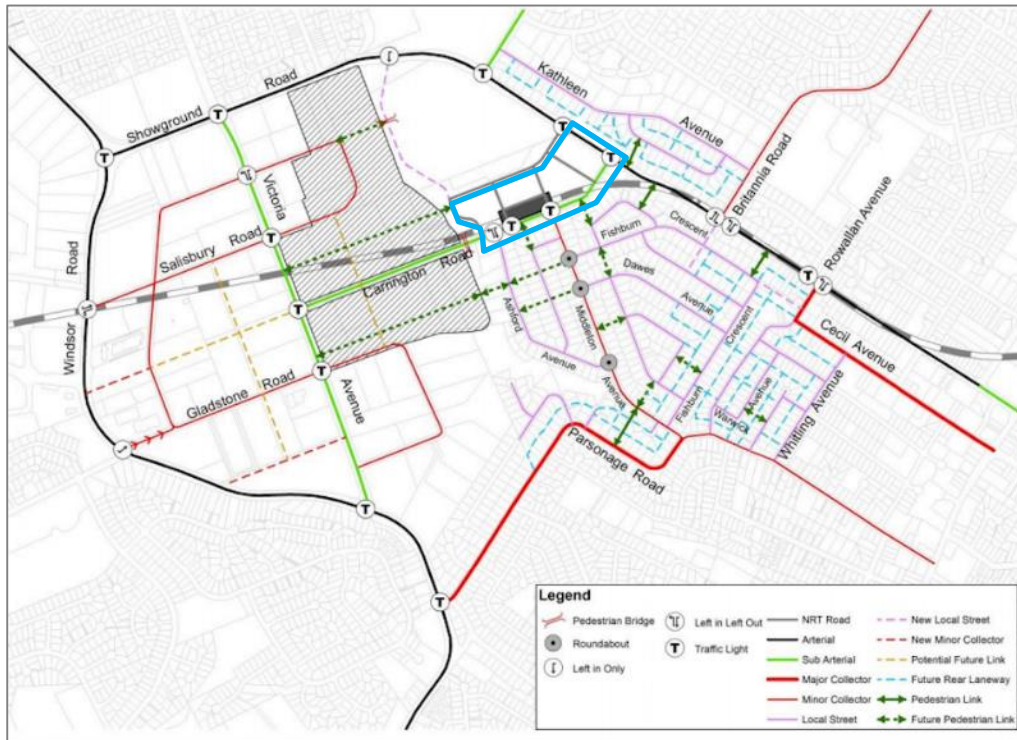 Kathleen
Avenue
Showground
Road
Britannia Road
Rowallan Avenue
Victoria
Avenue
Salisbury
Road
Carrington
Road
Windsor
Road
Gladstone
Road
Crescent
Fishburn
Dawes
Avenue
Ashford
Avenue
Middleton
Avenue
Crescent
Fishburn
Warwick
Avenue
Whitling Avenue
Cecil Avenue
Parsonage
Road
T
T
T
T
T
T
T
T
T
T
T
T
T
Legend
Pedestrian Bridge
Roundabout
Left in Only
Left in Left Out
T Traffic Light
NRT Road
Arterial
Sub Arterial
Major Collector
Minor Collector
Local Street
New Local Street
New Minor Collector
Potential Future Link
Future Rear Laneway
Pedestrian Link
Future Pedestrian Link